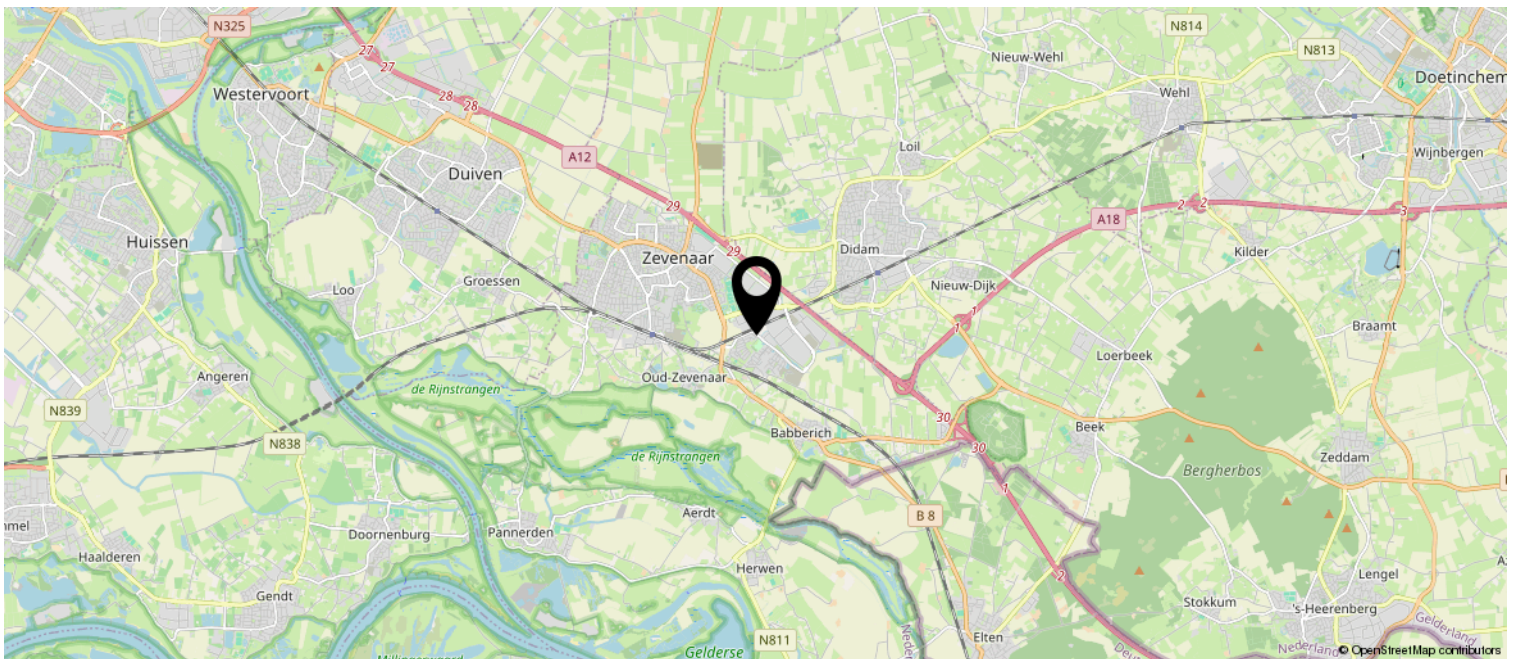 N325
N814
27
N813
Nieuw-Wehl
27
Doetinchem
28
28
Westervoort
Wehl
A12
Loil
Wijnbergen
Duiven
29
2
2
3
A18
Huissen
29
Didam
Kilder
Zevenaar
Groessen
Loo
Nieuw-Dijk
1
1
Braamt
Loerbeek
Angeren
Oud-Zevenaar
de Rijnstrangen
N839
30
Beek
Babberich
N838
30
Zeddam
de Rijnstrangen
Bergherbos
1
Aerdt
B 8
Doornenburg
Pannerden
Haalderen
Herwen
2
Lengel
Gendt
Stokkum
's-Heerenberg
N811
Elten
Gelderland
Gelderse
Nederland
© OpenStreetMap contributors